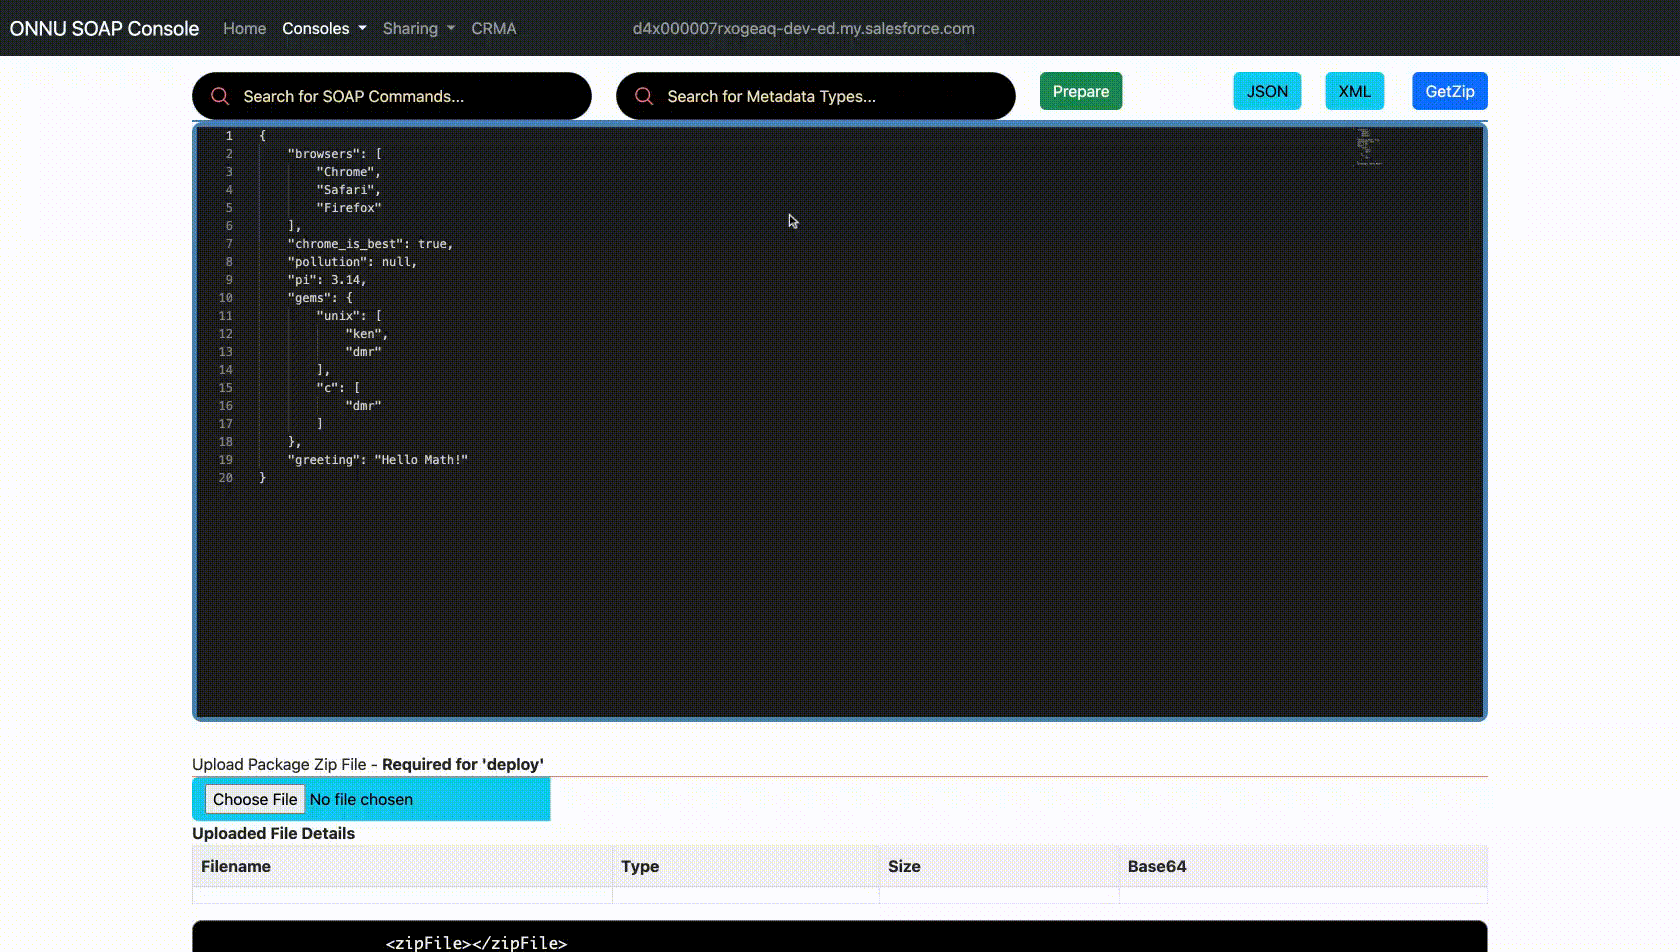 ONNU SOAP Console Home Consoles Sharing CRMA d4x000007rxogeaq-dev-ed.my.salesforce.com
Search for SOAP Commands... Search for Metadata Types... Prepare JSON XML GetZip
1 {
2 "browsers": [
3 "Chrome",
4 "Safari",
5 "Firefox"
6 ],
7 "chrome_is_best": true,
8 "pollution": null,
9 "pi": 3.14,
10 "gems": {
11 "unix": [
12 "ken",
13 "dmr"
14 ],
15 "c": [
16 "dmr"
17 ]
18 },
19 "greeting": "Hello Math!"
20 }
Upload Package Zip File - Required for 'deploy'
Choose File No file chosen
Uploaded File Details
Filename Type Size Base64
<zipFile></zipFile>